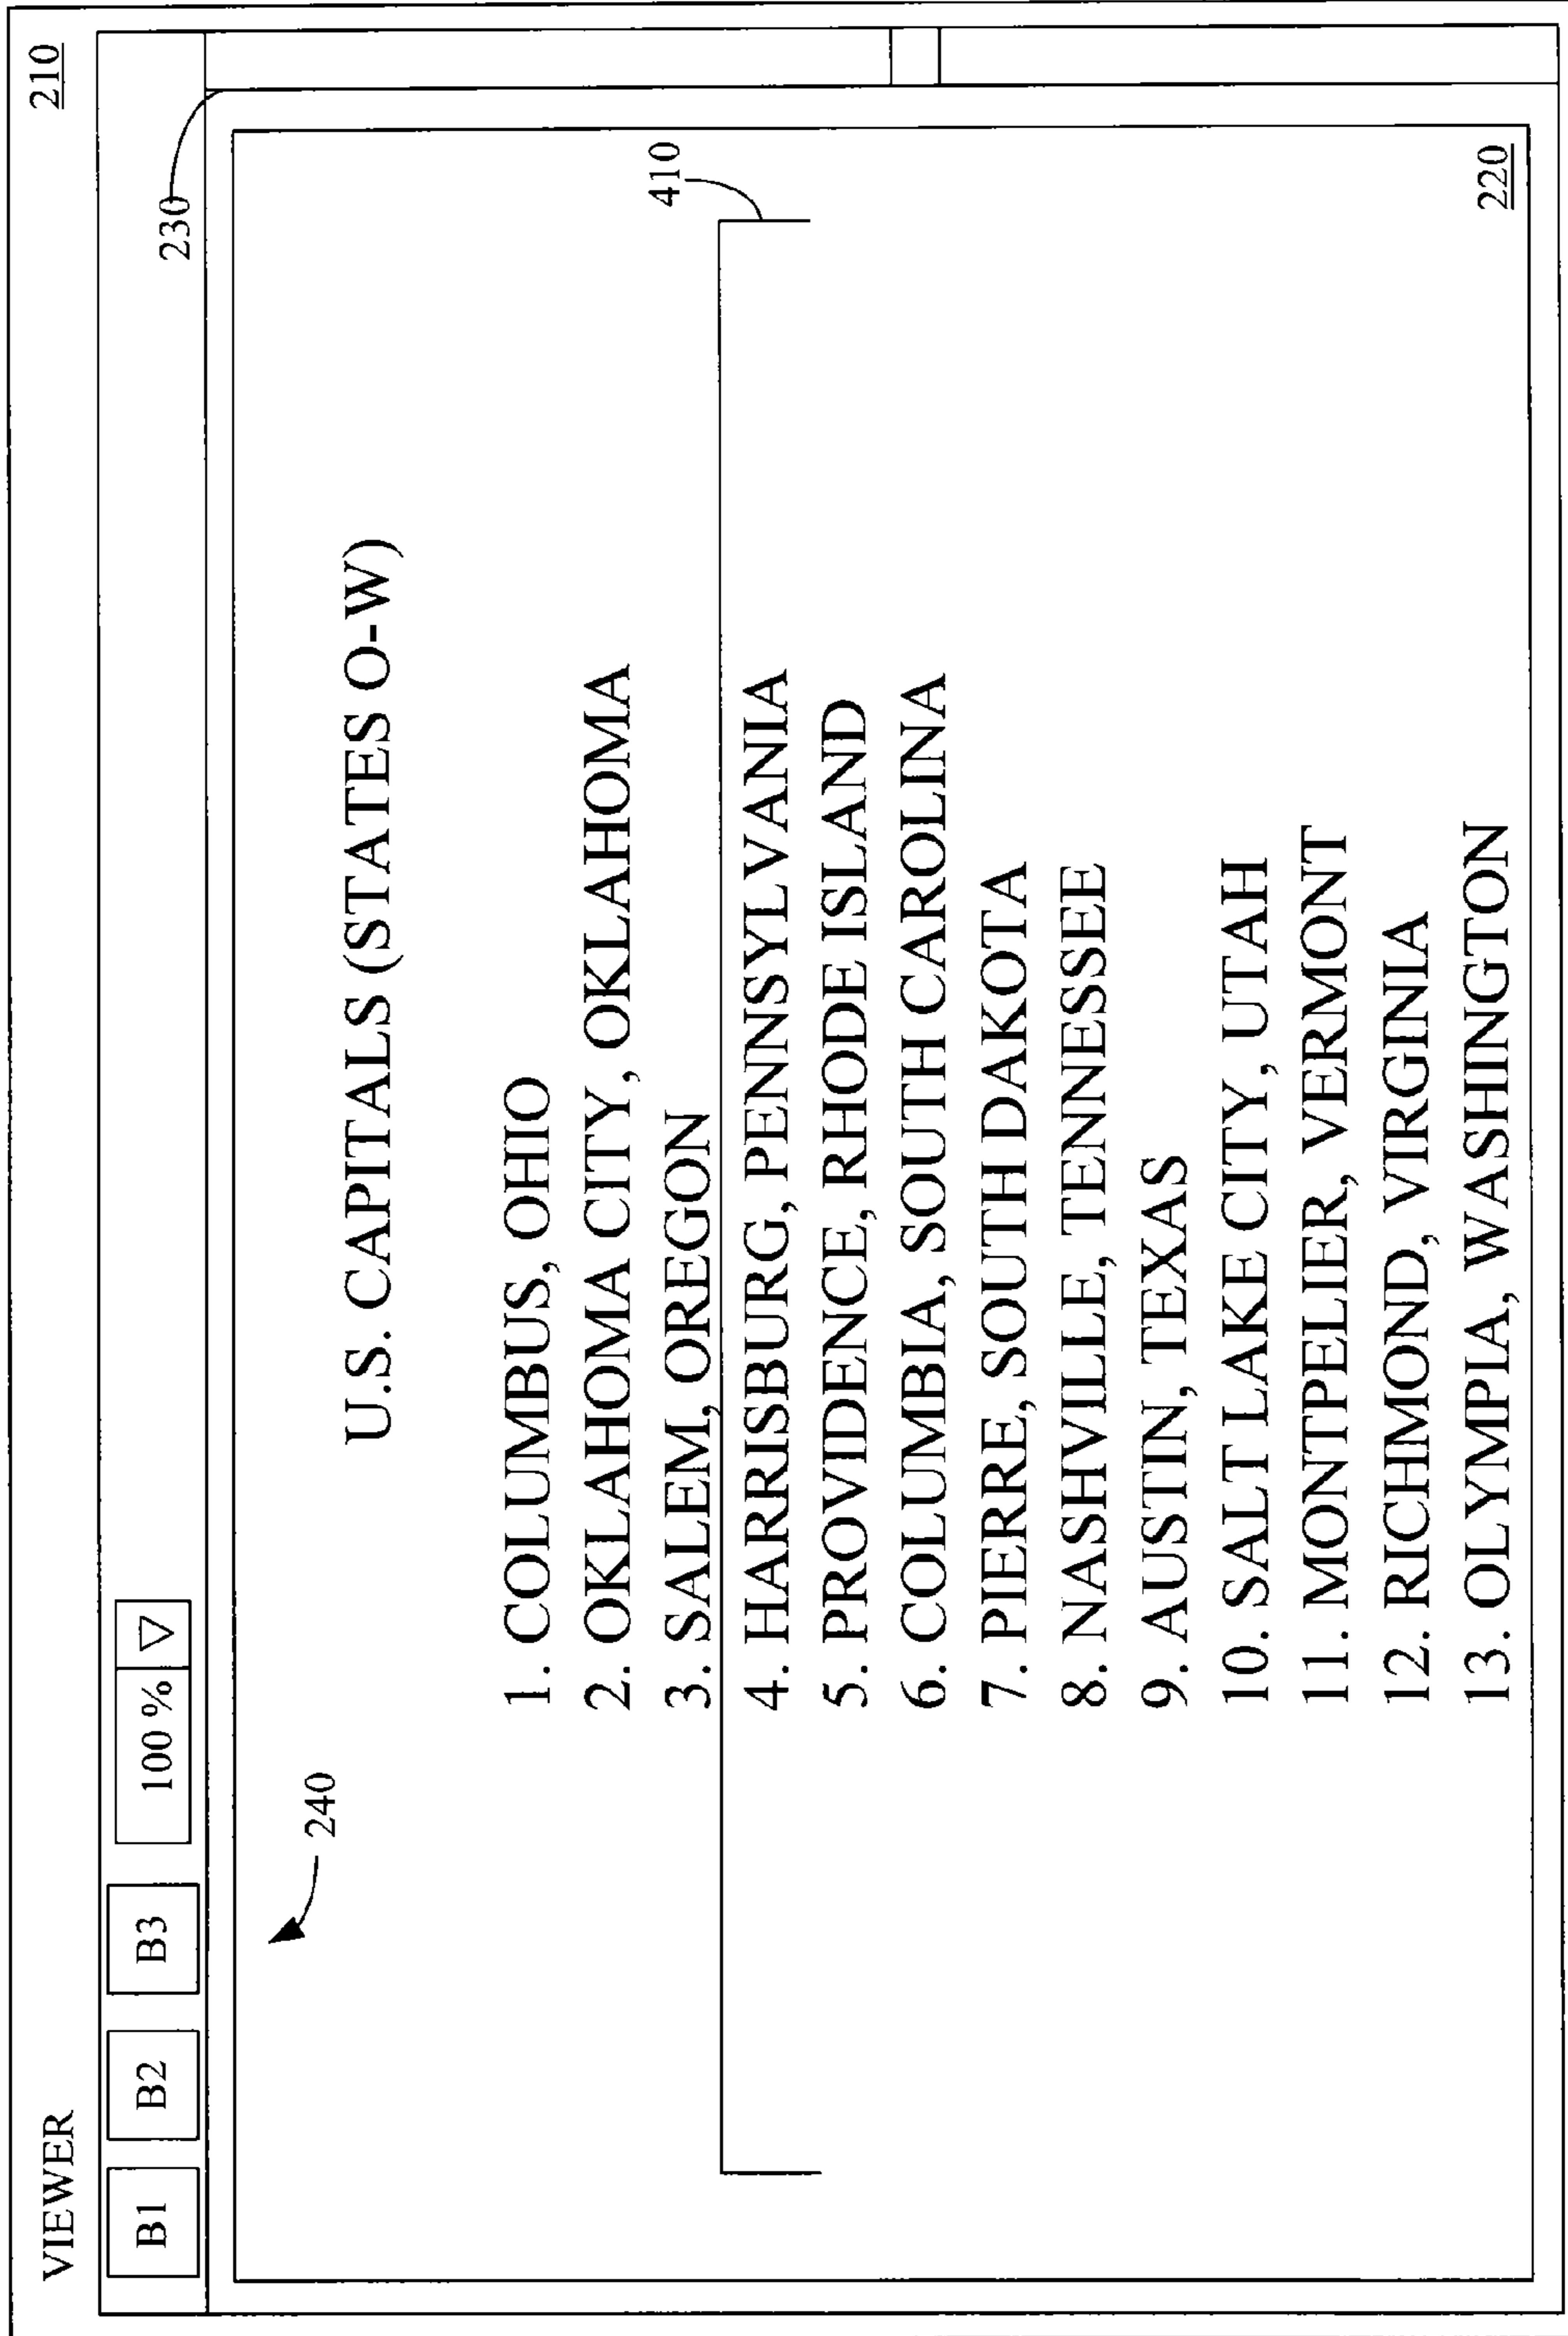 VIEWER
210
B1 B2 B3 100 % ▽
230
240
U.S. CAPITALS (STATES O-W)
1. COLUMBUS, OHIO
2. OKLAHOMA CITY, OKLAHOMA
3. SALEM, OREGON
410
4. HARRISBURG, PENNSYLVANIA
5. PROVIDENCE, RHODE ISLAND
6. COLUMBIA, SOUTH CAROLINA
7. PIERRE, SOUTH DAKOTA
8. NASHVILLE, TENNESSEE
9. AUSTIN, TEXAS
10. SALT LAKE CITY, UTAH
11. MONTPELIER, VERMONT
12. RICHMOND, VIRGINIA
13. OLYMPIA, WASHINGTON
220